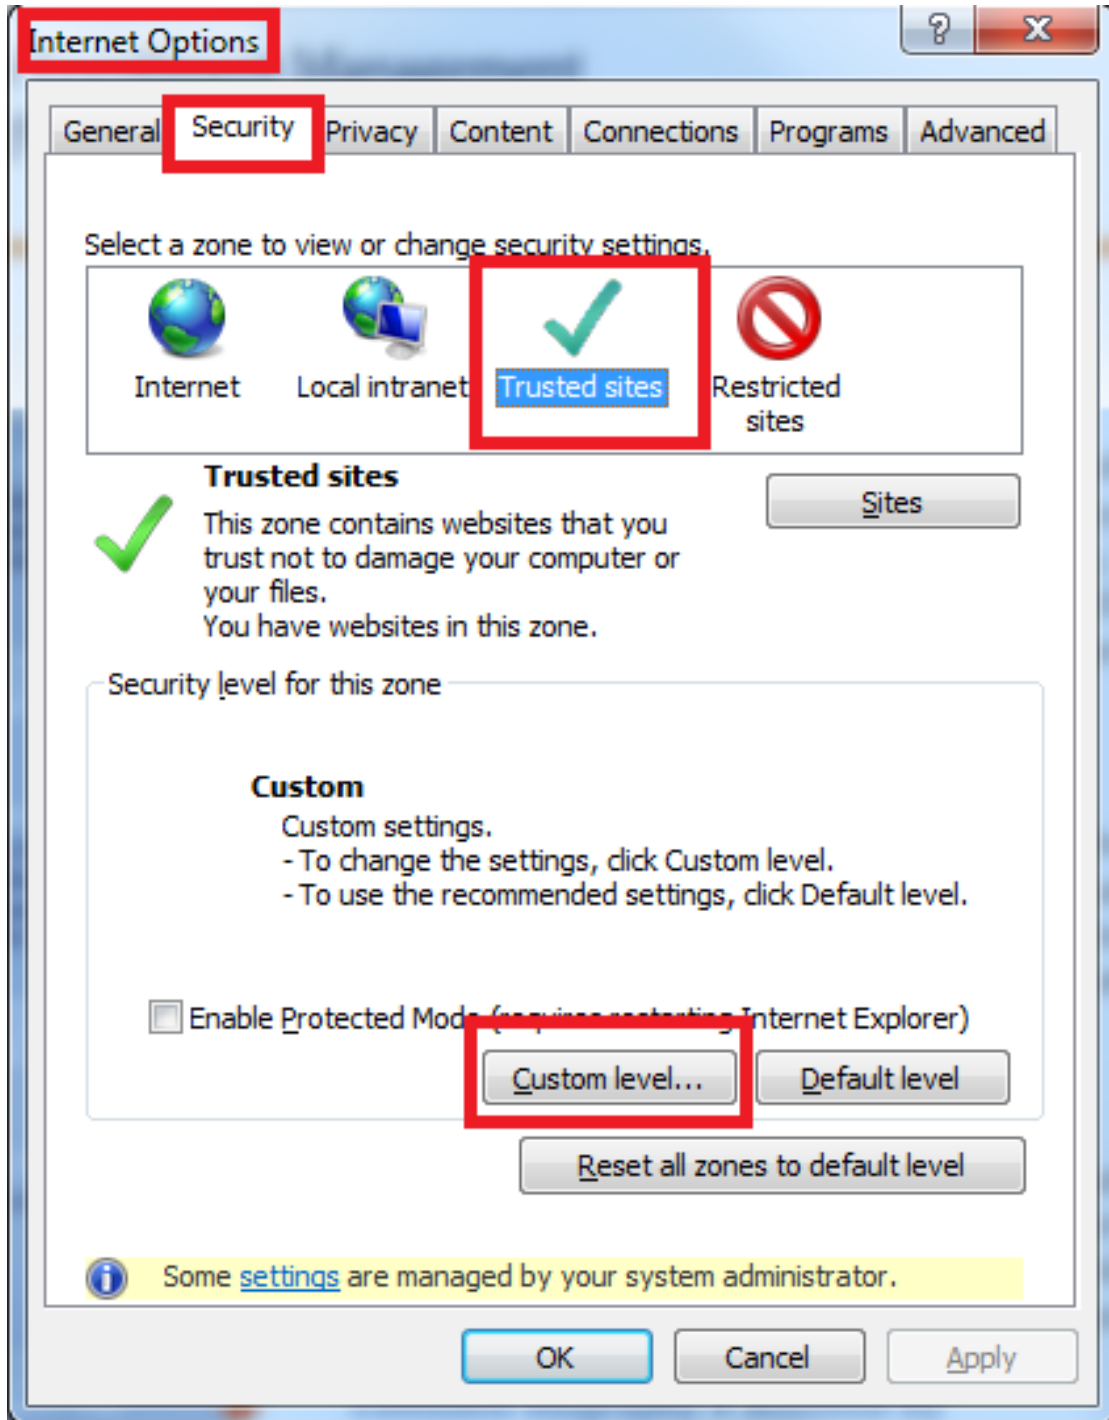 Internet Options
Management
General Security Privacy Content Connections Programs Advanced
Select a zone to view or change security settings.
Internet Local intranet Trusted sites Restricted
sites
Trusted sites
Sites
This zone contains websites that you
trust not to damage your computer or
your files.
You have websites in this zone.
Security level for this zone
Custom
Custom settings.
- To change the settings, click Custom level.
- To use the recommended settings, click Default level.
Enable Protected Mode (requires restarting Internet Explorer)
Custom level... Default level
Reset all zones to default level
Some settings are managed by your system administrator.
OK Cancel Apply